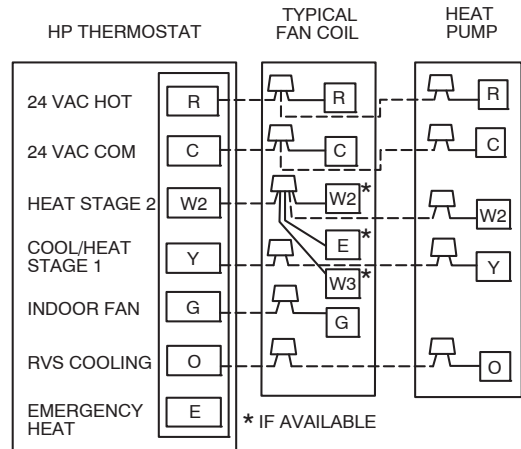 HP THERMOSTAT
TYPICAL
FAN COIL
HEAT
PUMP
24 VAC HOT R R R
24 VAC COM C C C
HEAT STAGE 2 W2 W2* W2
E*
W3*
COOL/HEAT
STAGE 1 Y Y
INDOOR FAN G G
RVS COOLING O O
EMERGENCY
HEAT E
* IF AVAILABLE